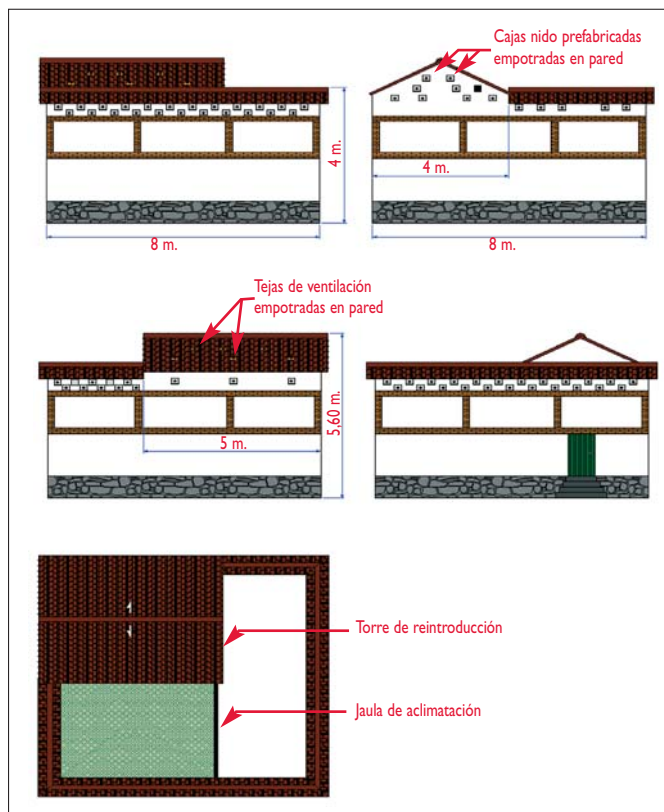 Cajas nido prefabricadas
empotradas en pared
4 m.
4 m.
8 m.
8 m.
Tejas de ventilación
empotradas en pared
5,60 m.
5 m.
Torre de reintroducción
Jaula de aclimatación